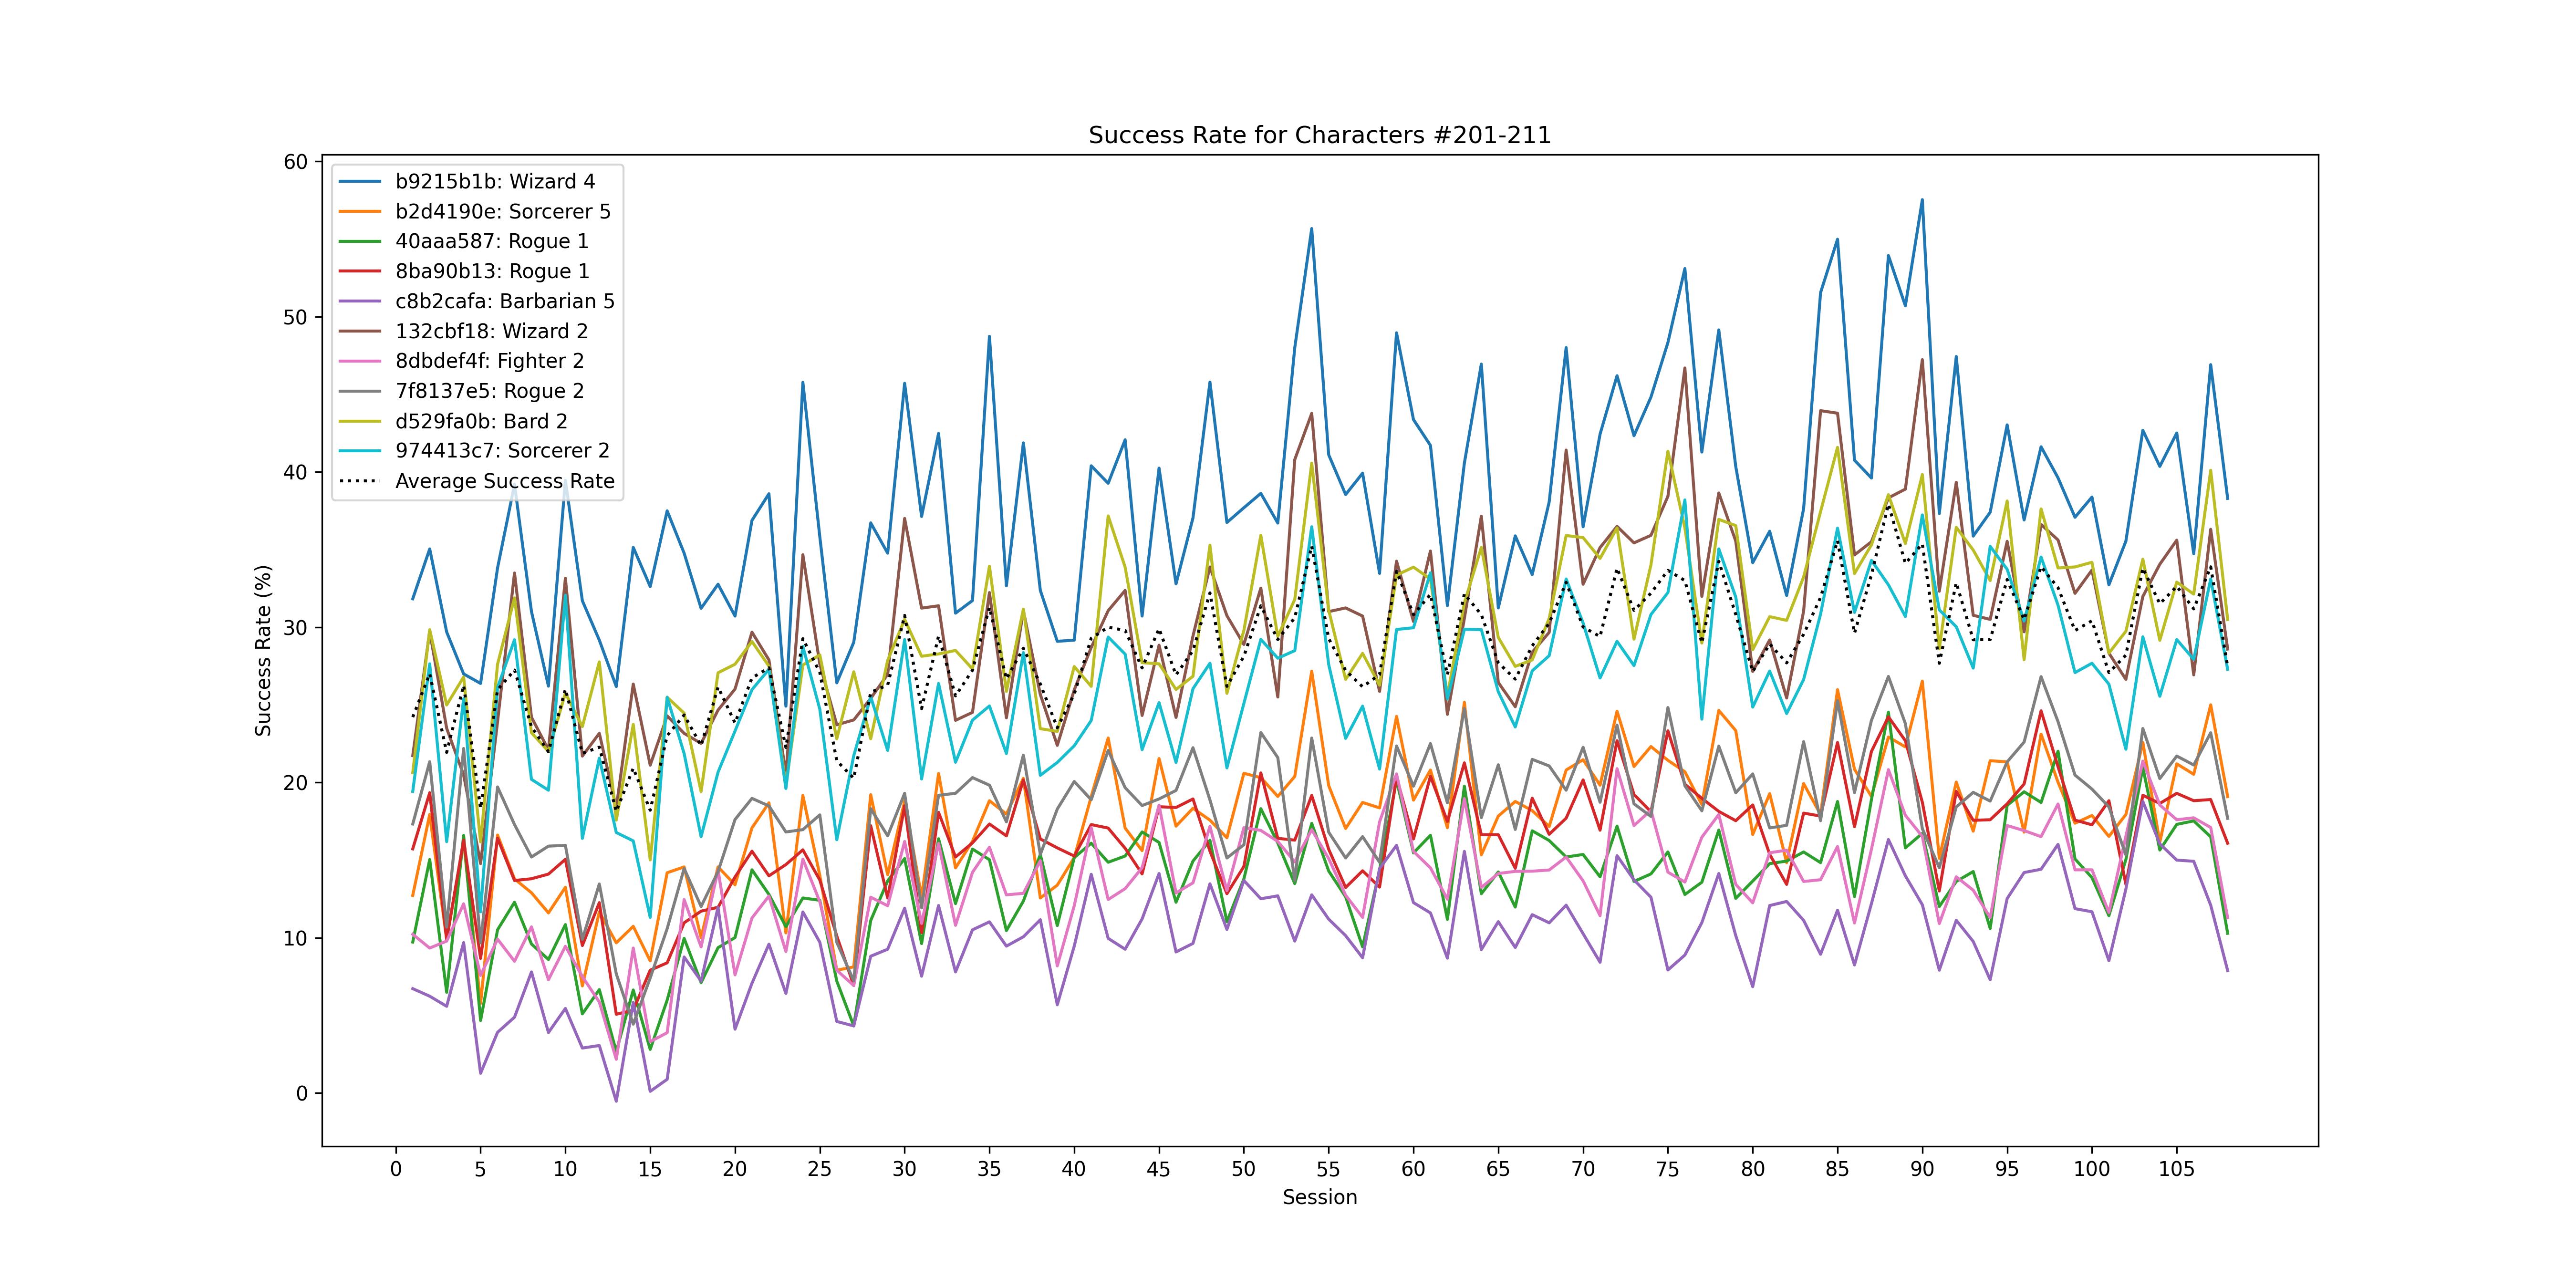 Success Rate for Characters #201-211
b9215b1b: Wizard 4
b2d4190e: Sorcerer 5
40aaa587: Rogue 1
8ba90b13: Rogue 1
c8b2cafa: Barbarian 5
132cbf18: Wizard 2
8dbdef4f: Fighter 2
7f8137e5: Rogue 2
d529fa0b: Bard 2
974413c7: Sorcerer 2
Average Success Rate
Success Rate (%)
60
50
40
30
20
10
0
0 5 10 15 20 25 30 35 40 45 50 55 60 65 70 75 80 85 90 95 100 105
Session